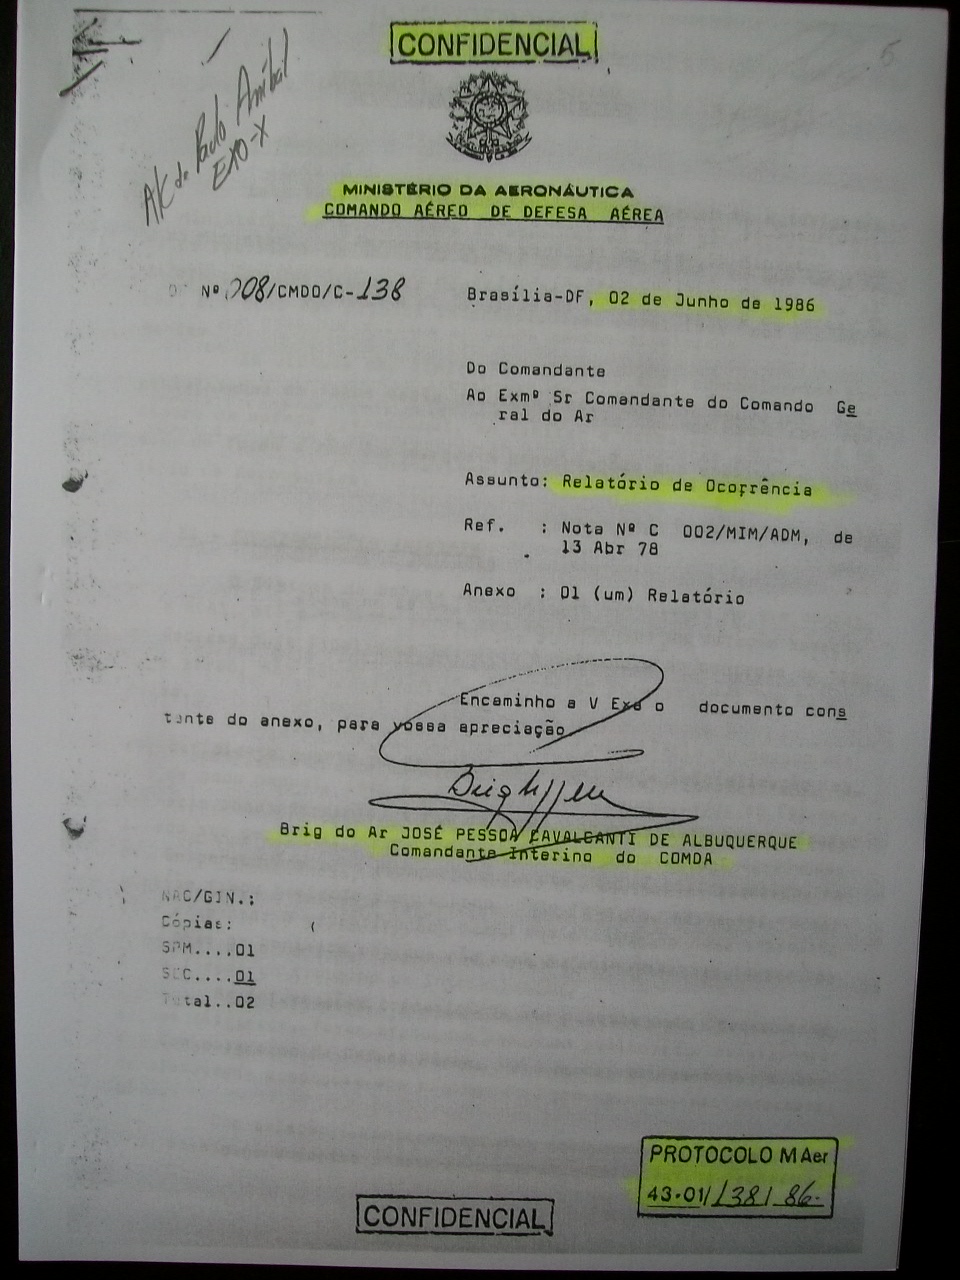 CONFIDENCIAL
5
AK de Paulo Aníbal
EXO-X
MINISTÉRIO DA AERONÁUTICA
COMANDO AÉREO DE DEFESA AÉREA
Nº 008/CMDO/C-138
Brasília-DF, 02 de Junho de 1986
Do Comandante
Ao Exmº Sr Comandante do Comando Ge
ral do Ar
Assunto: Relatório de Ocorrência
Ref. : Nota Nº C 002/MIM/ADM, de
13 Abr 78
Anexo : 01 (um) Relatório
Encaminho a V Exa o documento cons
tante do anexo, para vossa apreciação
Brig do Ar JOSÉ PESSOA CAVALCANTI DE ALBUQUERQUE
Comandante Interino do COMDA
Cópias:
SPM....01
SEC....01
Total..02
PROTOCOLO MAer
43-01/138/86-
CONFIDENCIAL